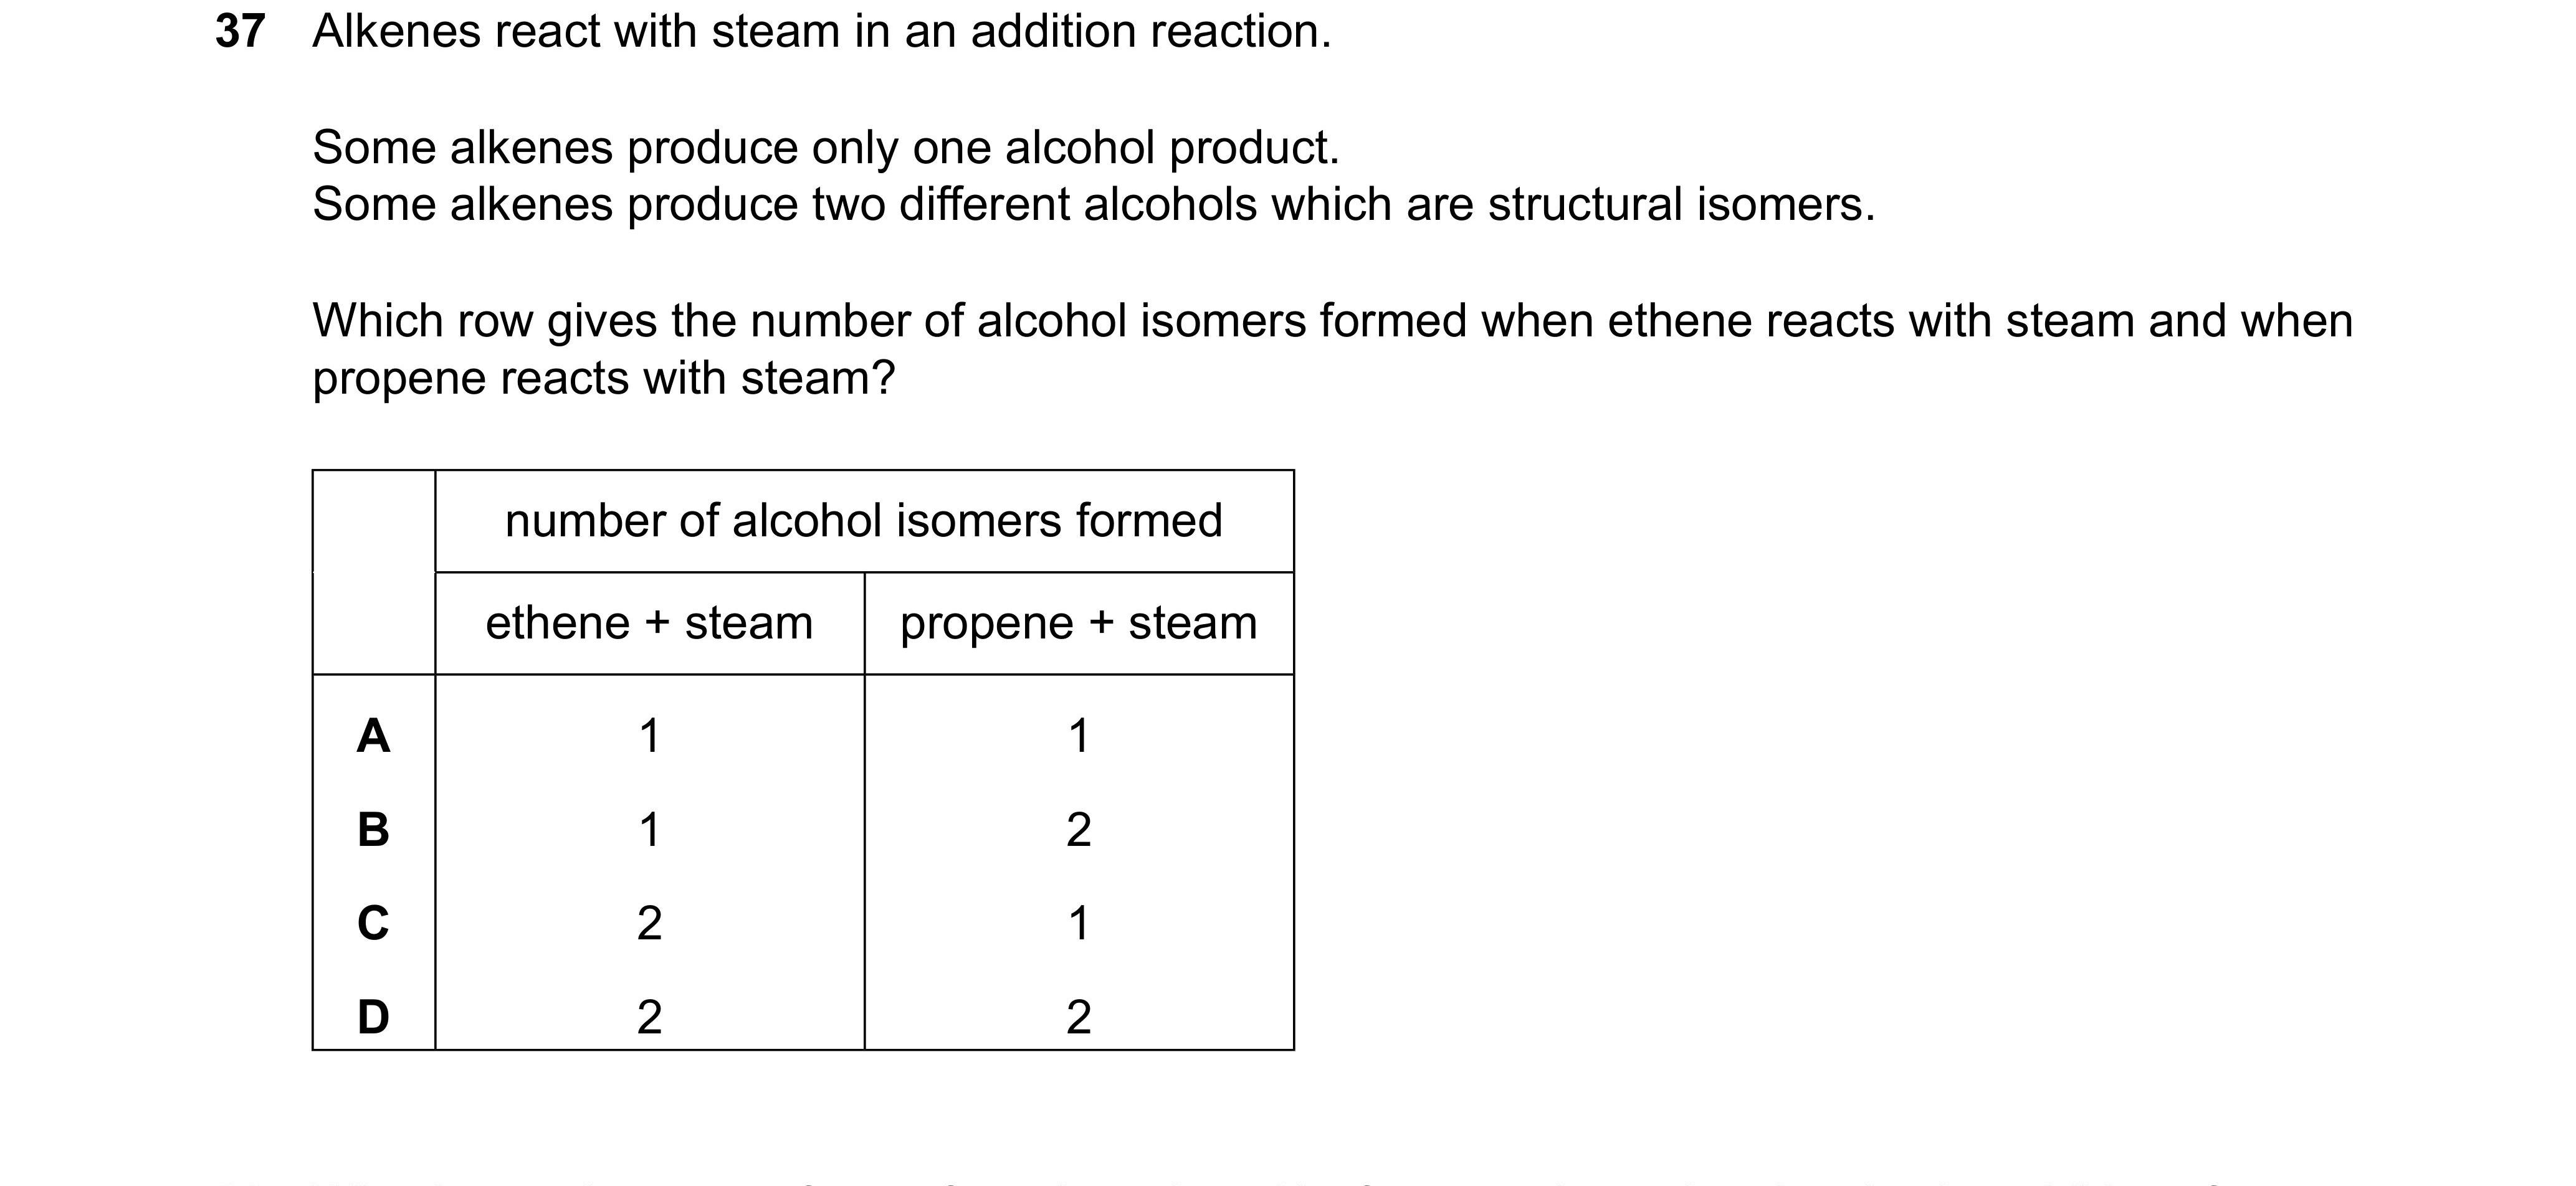 37 Alkenes react with steam in an addition reaction.
Some alkenes produce only one alcohol product.
Some alkenes produce two different alcohols which are structural isomers.
Which row gives the number of alcohol isomers formed when ethene reacts with steam and when
propene reacts with steam?
number of alcohol isomers formed
ethene + steam propene + steam
A 1 1
B 1 2
C 2 1
D 2 2